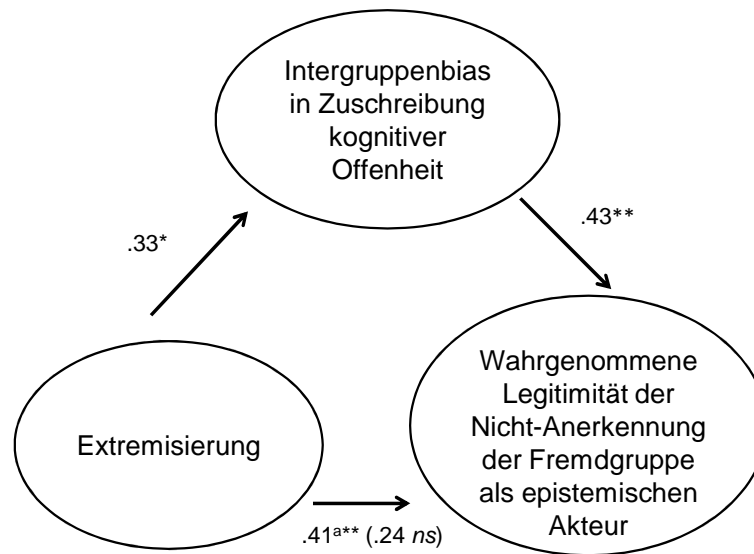 Intergruppenbias
in Zuschreibung
kognitiver
Offenheit
.33*
.43**
Extremisierung
Wahrgenommene
Legitimität der
Nicht-Anerkennung
der Fremdgruppe
als epistemischen
Akteur
.41ª** (.24 ns)